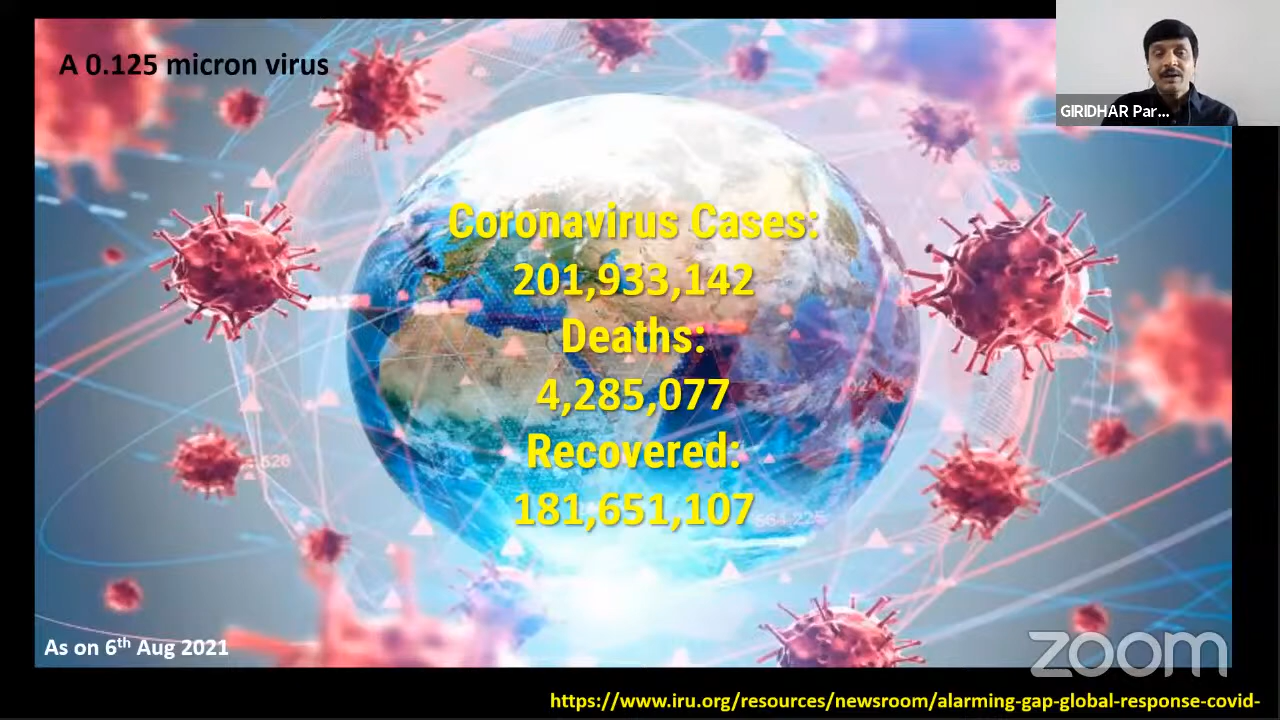 A 0.125 micron virus
GIRIDHAR Par...
Coronavirus Cases:
201,933,142
Deaths:
4,285,077
Recovered:
181,651,107
As on 6th Aug 2021
zoom
https://www.iru.org/resources/newsroom/alarming-gap-global-response-covid-